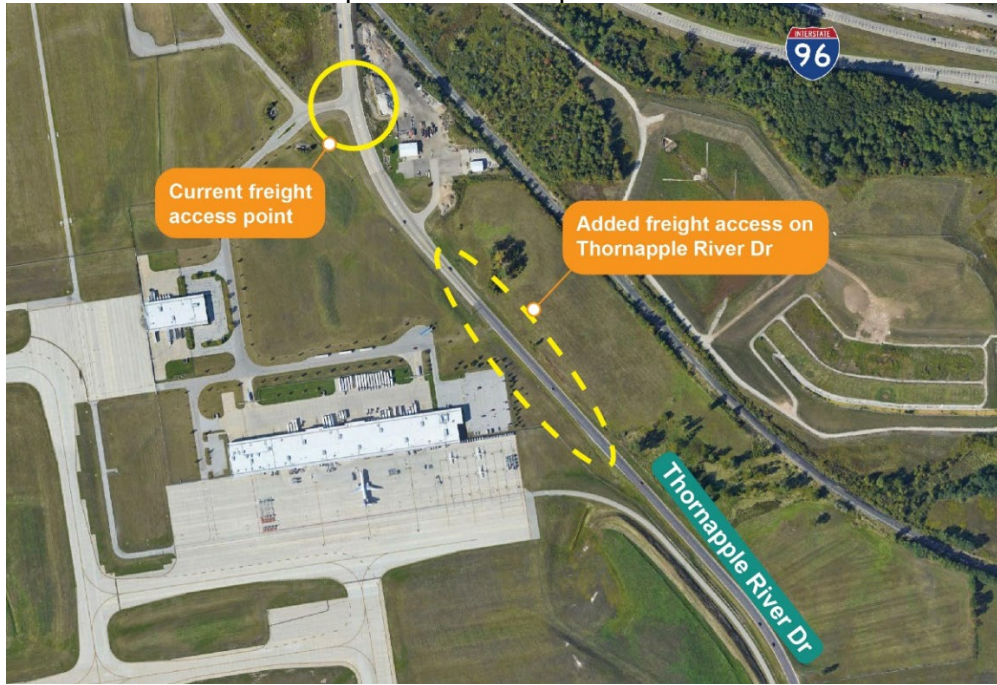 INTERSTATE
96
Current freight
access point
Added freight access on
Thornapple River Dr
Thornapple River Dr